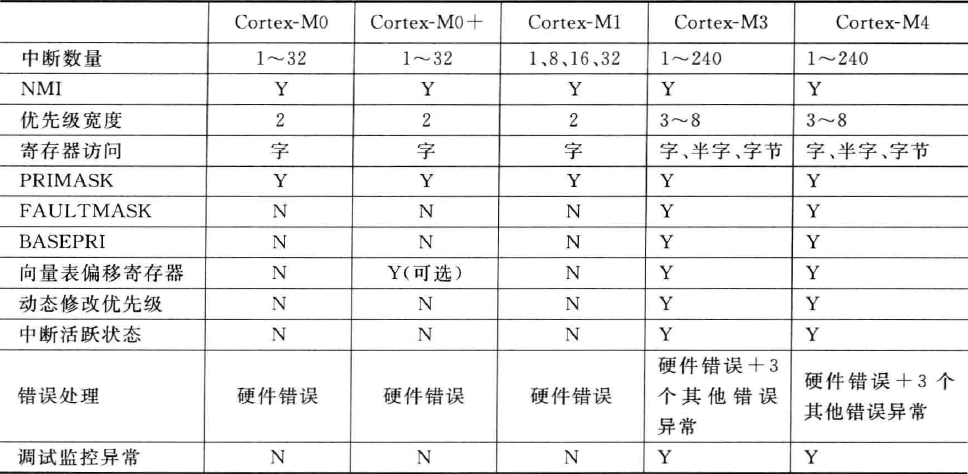 Cortex-M0 Cortex-M0+ Cortex-M1 Cortex-M3 Cortex-M4
中断数量 1～32 1～32 1、8、16、32 1～240 1～240
NMI Y Y Y Y Y
优先级宽度 2 2 2 3～8 3～8
寄存器访问 字 字 字 字、半字、字节 字、半字、字节
PRIMASK Y Y Y Y Y
FAULTMASK N N N Y Y
BASEPRI N N N Y Y
向量表偏移寄存器 N Y(可选) N Y Y
动态修改优先级 N N N Y Y
中断活跃状态 N N N Y Y
错误处理 硬件错误 硬件错误 硬件错误 硬件错误+3个其他错误异常 硬件错误+3个其他错误异常
调试监控异常 N N N Y Y